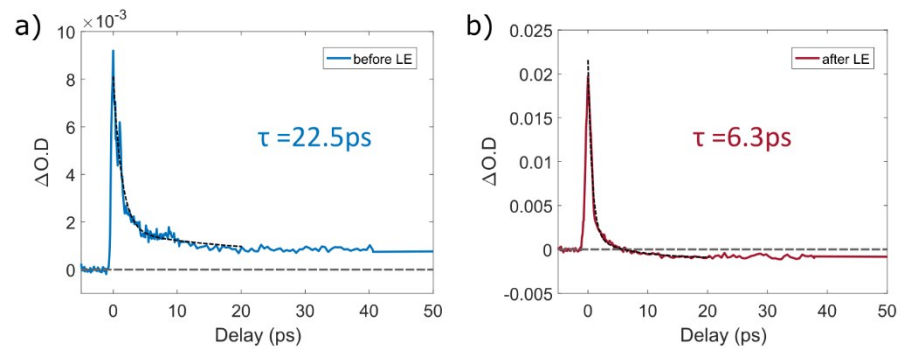 a)
×10⁻³
before LE
τ =22.5ps
10
8
6
4
2
0
ΔO.D
0 10 20 30 40 50
Delay (ps)
b)
after LE
τ =6.3ps
0.025
0.02
0.015
0.01
0.005
0
-0.005
ΔO.D
0 10 20 30 40 50
Delay (ps)